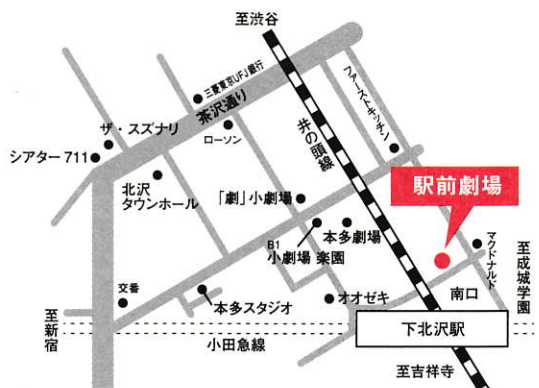 至渋谷
三菱東京UFJ銀行
茶沢通り
ファーストキッチン
ザ・スズナリ
ローソン
井の頭線
シアター711
北沢
タウンホール
「劇」小劇場
駅前劇場
本多劇場
B1
小劇場 楽園
マクドナルド
至成城学園
交番
本多スタジオ
オオゼキ
南口
至新宿
下北沢駅
小田急線
至吉祥寺